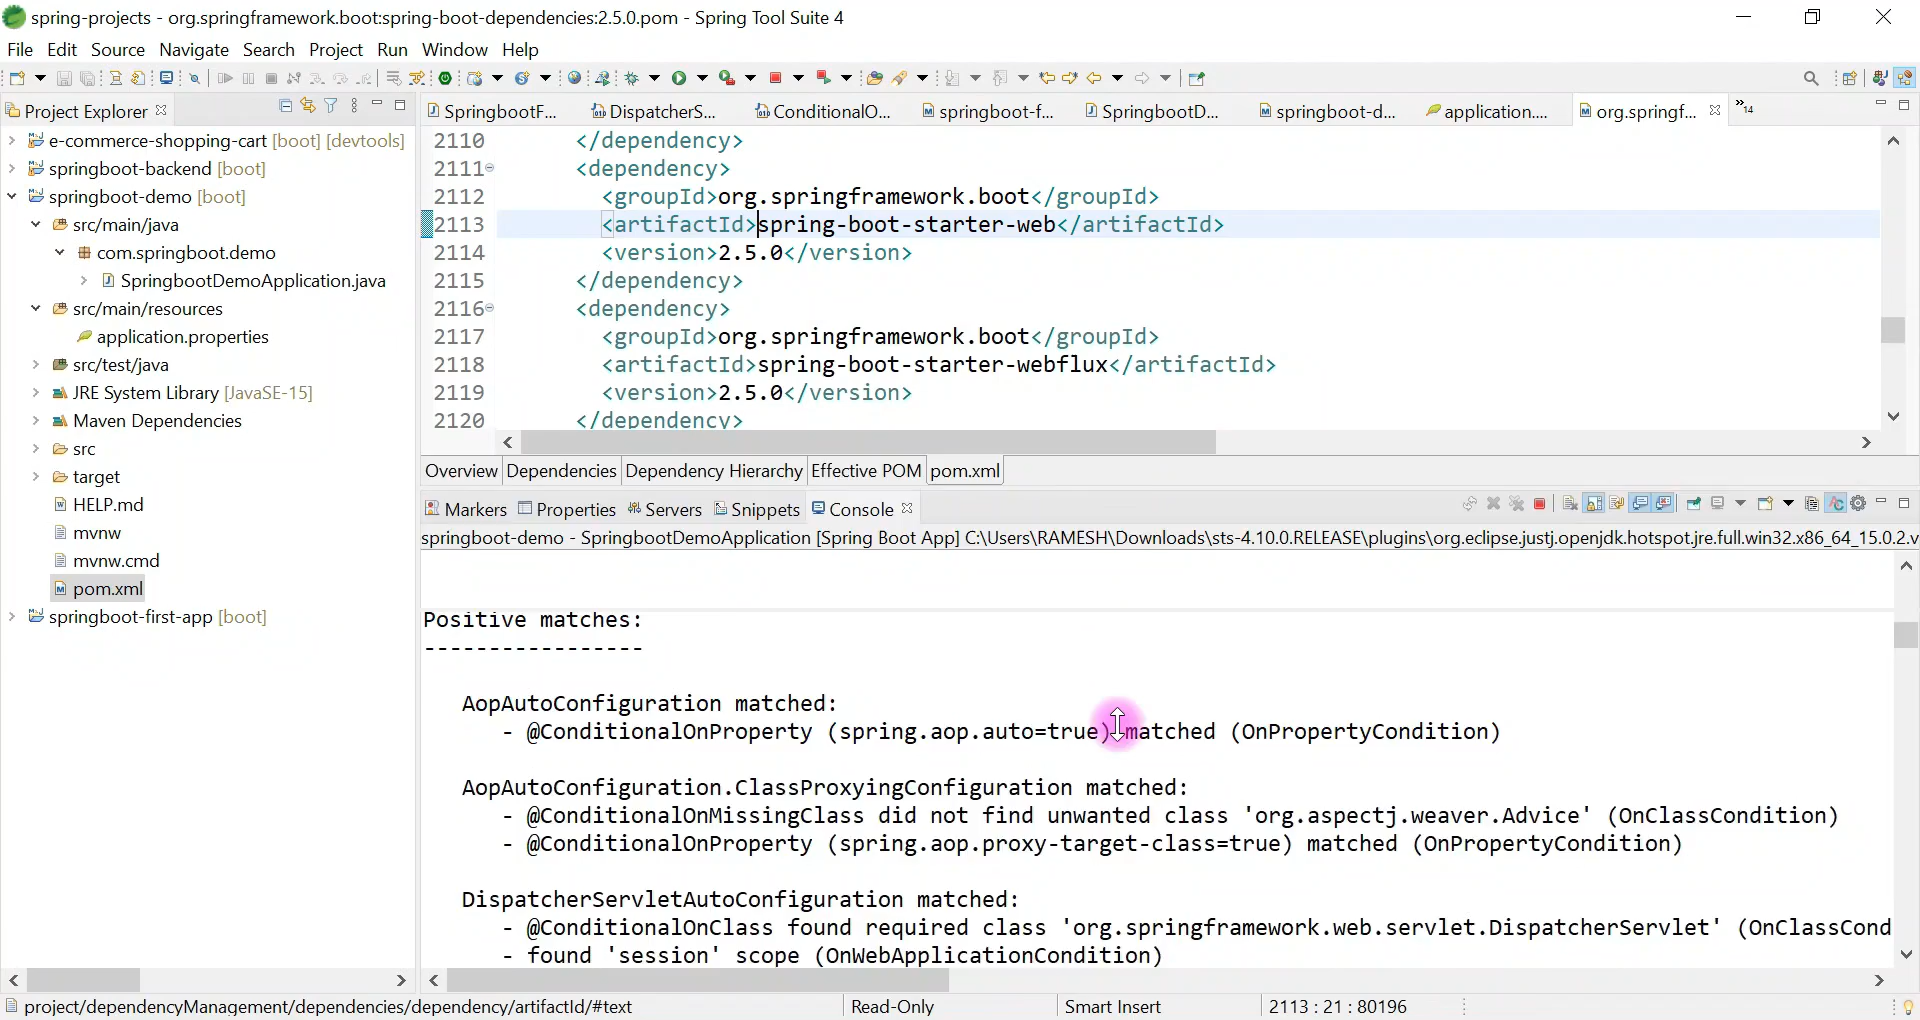 spring-projects - org.springframework.boot:spring-boot-dependencies:2.5.0.pom - Spring Tool Suite 4
File Edit Source Navigate Search Project Run Window Help
Project Explorer
e-commerce-shopping-cart [boot] [devtools]
springboot-backend [boot]
springboot-demo [boot]
src/main/java
com.springboot.demo
SpringbootDemoApplication.java
src/main/resources
application.properties
src/test/java
JRE System Library [JavaSE-15]
Maven Dependencies
src
target
HELP.md
mvnw
mvnw.cmd
pom.xml
springboot-first-app [boot]
SpringbootF... DispatcherS... ConditionalO... springboot-f... SpringbootD... springboot-d... application.... org.springf... »14
2110 </dependency>
2111 <dependency>
2112 <groupId>org.springframework.boot</groupId>
2113 <artifactId>spring-boot-starter-web</artifactId>
2114 <version>2.5.0</version>
2115 </dependency>
2116 <dependency>
2117 <groupId>org.springframework.boot</groupId>
2118 <artifactId>spring-boot-starter-webflux</artifactId>
2119 <version>2.5.0</version>
2120 </dependency>
Overview Dependencies Dependency Hierarchy Effective POM pom.xml
Markers Properties Servers Snippets Console
springboot-demo - SpringbootDemoApplication [Spring Boot App] C:\Users\RAMESH\Downloads\sts-4.10.0.RELEASE\plugins\org.eclipse.justj.openjdk.hotspot.jre.full.win32.x86_64_15.0.2.v
Positive matches:
-----------------
AopAutoConfiguration matched:
- @ConditionalOnProperty (spring.aop.auto=true) matched (OnPropertyCondition)
AopAutoConfiguration.ClassProxyingConfiguration matched:
- @ConditionalOnMissingClass did not find unwanted class 'org.aspectj.weaver.Advice' (OnClassCondition)
- @ConditionalOnProperty (spring.aop.proxy-target-class=true) matched (OnPropertyCondition)
DispatcherServletAutoConfiguration matched:
- @ConditionalOnClass found required class 'org.springframework.web.servlet.DispatcherServlet' (OnClassCond
- found 'session' scope (OnWebApplicationCondition)
project/dependencyManagement/dependencies/dependency/artifactId/#text Read-Only Smart Insert 2113 : 21 : 80196